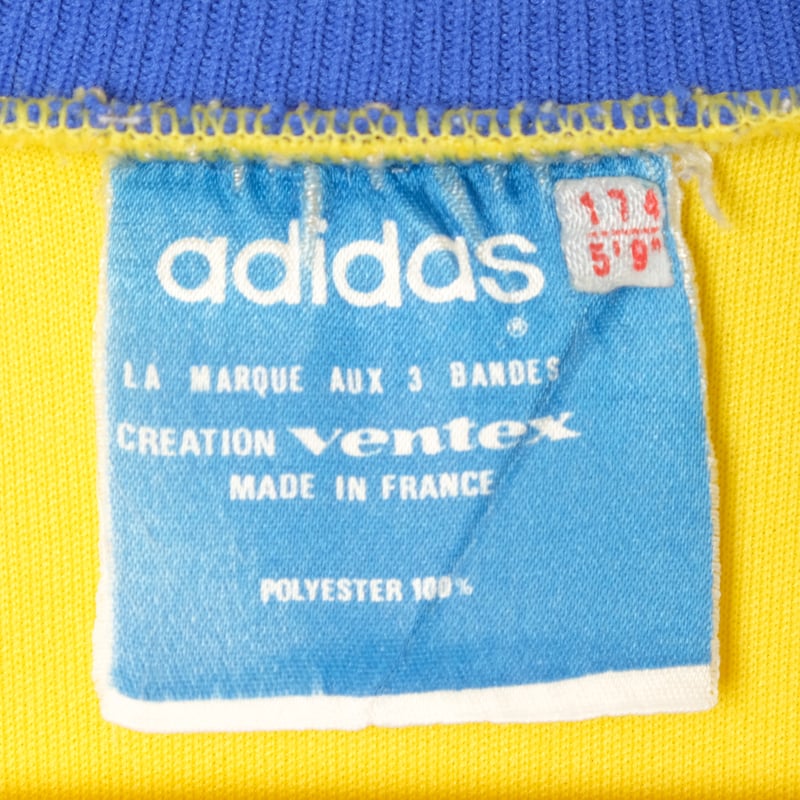 adidas
®
174
5'9"
LA MARQUE AUX 3 BANDES
CREATION ventex
MADE IN FRANCE
POLYESTER 100%